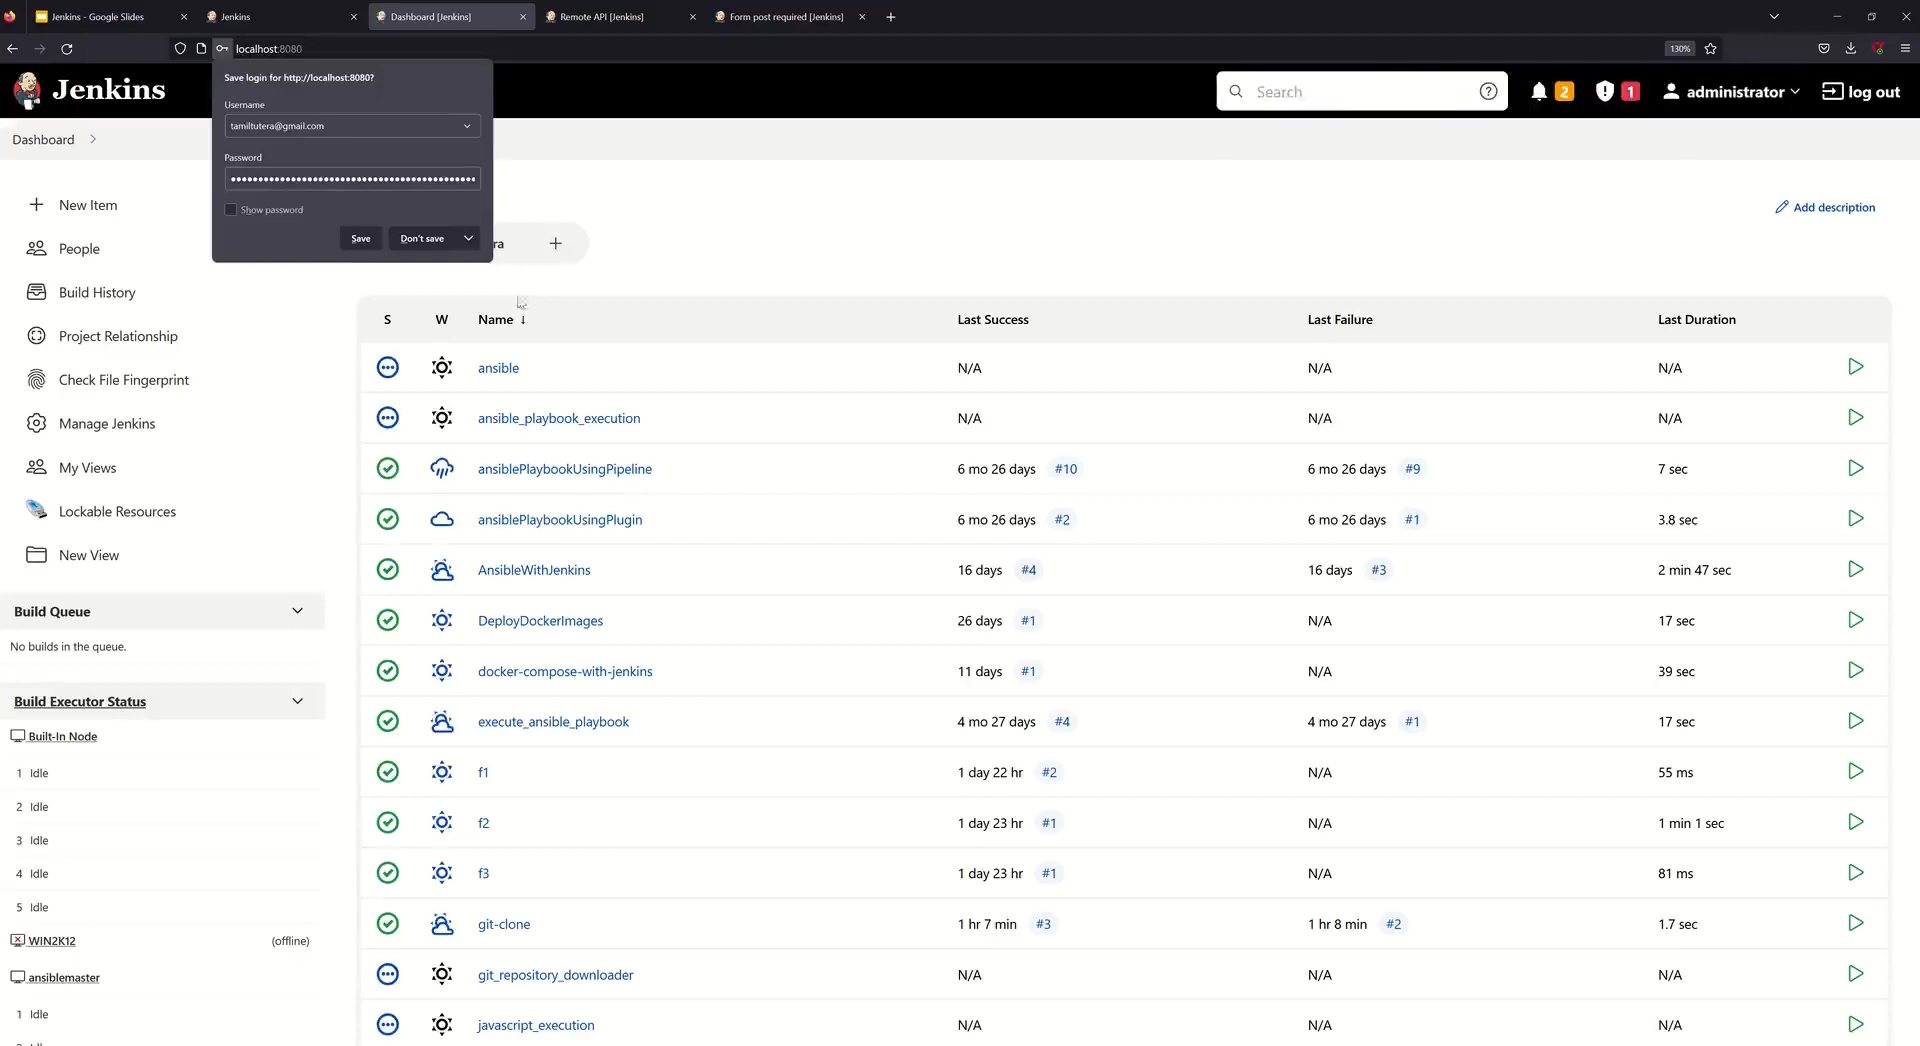 Jenkins - Google Slides
Jenkins
Dashboard [Jenkins]
Remote API [Jenkins]
Form post required [Jenkins]
localhost:8080
130%
Jenkins
Search
2
1
administrator
log out
Save login for http://localhost:8080?
Username
tamiltutera@gmail.com
Password
Show password
Save
Don't save
Dashboard
New Item
People
Build History
Project Relationship
Check File Fingerprint
Manage Jenkins
My Views
Lockable Resources
New View
Build Queue
No builds in the queue.
Build Executor Status
Built-In Node
1 Idle
2 Idle
3 Idle
4 Idle
5 Idle
WIN2K12 (offline)
ansiblemaster
1 Idle
Add description
ra +
S W Name ↓ Last Success Last Failure Last Duration
ansible N/A N/A N/A
ansible_playbook_execution N/A N/A N/A
ansiblePlaybookUsingPipeline 6 mo 26 days #10 6 mo 26 days #9 7 sec
ansiblePlaybookUsingPlugin 6 mo 26 days #2 6 mo 26 days #1 3.8 sec
AnsibleWithJenkins 16 days #4 16 days #3 2 min 47 sec
DeployDockerImages 26 days #1 N/A 17 sec
docker-compose-with-jenkins 11 days #1 N/A 39 sec
execute_ansible_playbook 4 mo 27 days #4 4 mo 27 days #1 17 sec
f1 1 day 22 hr #2 N/A 55 ms
f2 1 day 23 hr #1 N/A 1 min 1 sec
f3 1 day 23 hr #1 N/A 81 ms
git-clone 1 hr 7 min #3 1 hr 8 min #2 1.7 sec
git_repository_downloader N/A N/A N/A
javascript_execution N/A N/A N/A